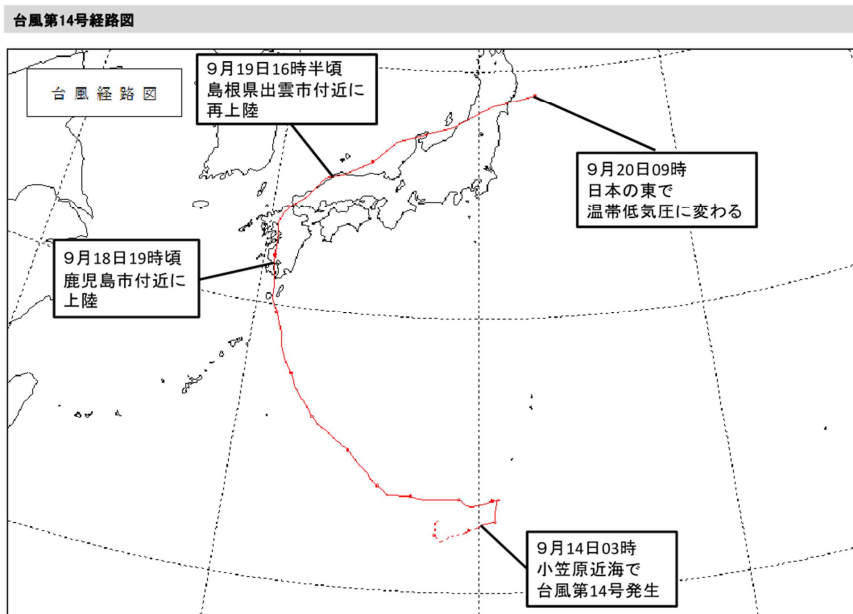 台風第14号経路図
台風経路図
9月19日16時半頃
島根県出雲市付近に
再上陸
9月20日09時
日本の東で
温帯低気圧に変わる
9月18日19時頃
鹿児島市付近に
上陸
9月14日03時
小笠原近海で
台風第14号発生